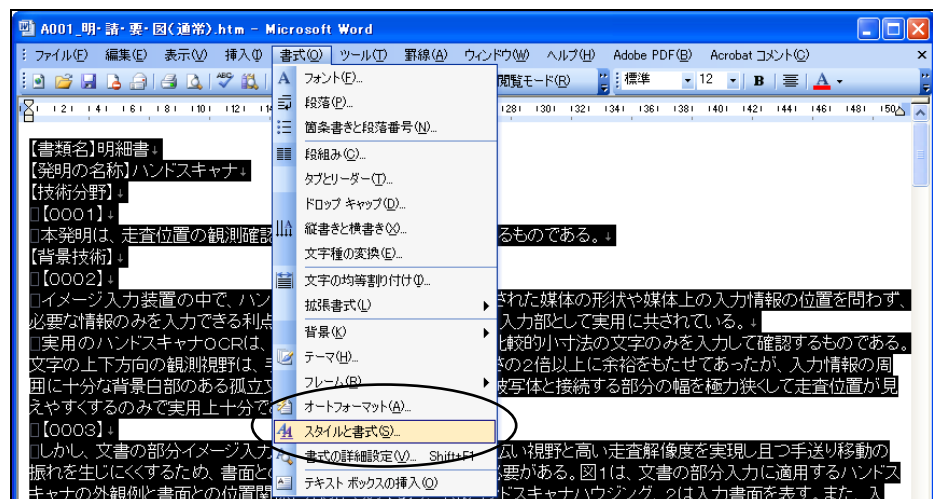 A001_明・請・要・図(通常).htm - Microsoft Word
ファイル(F) 編集(E) 表示(V) 挿入(I) 書式(O) ツール(T) 罫線(A) ウィンドウ(W) ヘルプ(H) Adobe PDF(B) Acrobat コメント(C)
閲覧モード(R) 標準 12 B A
フォント(F)...
段落(P)...
箇条書きと段落番号(N)...
段組み(C)...
タブとリーダー(T)...
ドロップ キャップ(D)...
縦書きと横書き(X)...
文字種の変換(E)...
文字の均等割り付け(I)...
拡張書式(L)
背景(K)
テーマ(H)...
フレーム(R)
オートフォーマット(A)...
スタイルと書式(S)...
書式の詳細設定(V)... Shift+F1
テキスト ボックスの挿入(O)
【書類名】明細書↓
【発明の名称】ハンドスキャナ↓
【技術分野】↓
【0001】↓
本発明は、走査位置の観測確 るものである。↓
【背景技術】↓
【0002】↓
イメージ入力装置の中で、ハン された媒体の形状や媒体上の入力情報の位置を問わず、
必要な情報のみを入力できる利点 入力部として実用に共されている。↓
実用のハンドスキャナOCRは、 比較的小寸法の文字のみを入力して確認するものである。
文字の上下方向の観測視野は、 の2倍以上に余裕をもたせてあったが、入力情報の周
囲に十分な背景白部のある孤立 被写体と接続する部分の幅を極力狭くして走査位置が見
えやすくするのみで実用上十分で
【0003】↓
しかし、文書の部分イメージ入力 広い視野と高い走査解像度を実現し且つ手送り移動の
振れを生じにくくするため、書面と 必要がある。図1は、文書の部分入力に適用するハンドス
キャナの外観例と書面との位置関 ドスキャナハウジング、2は入力書面を表す。また、入